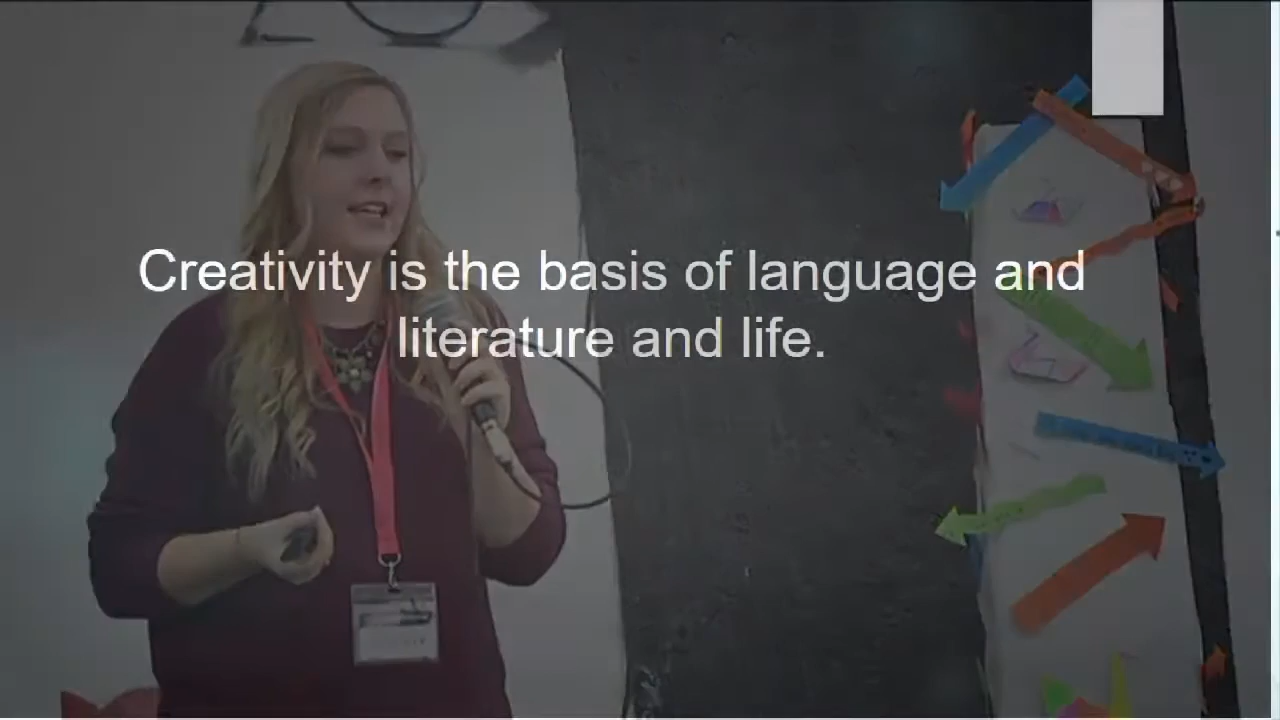 Creativity is the basis of language and
literature and life.